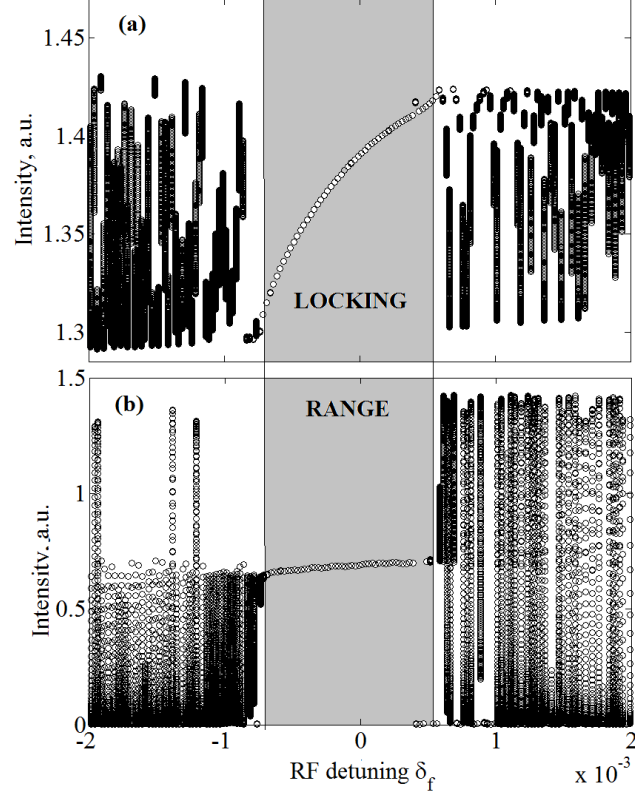 (a)
1.45
1.4
1.35
1.3
Intensity, a.u.
LOCKING
(b)
RANGE
1.5
1
0.5
0
Intensitv. a.u.
-2
-1
0
1
2
RF detuning δf
x 10⁻³